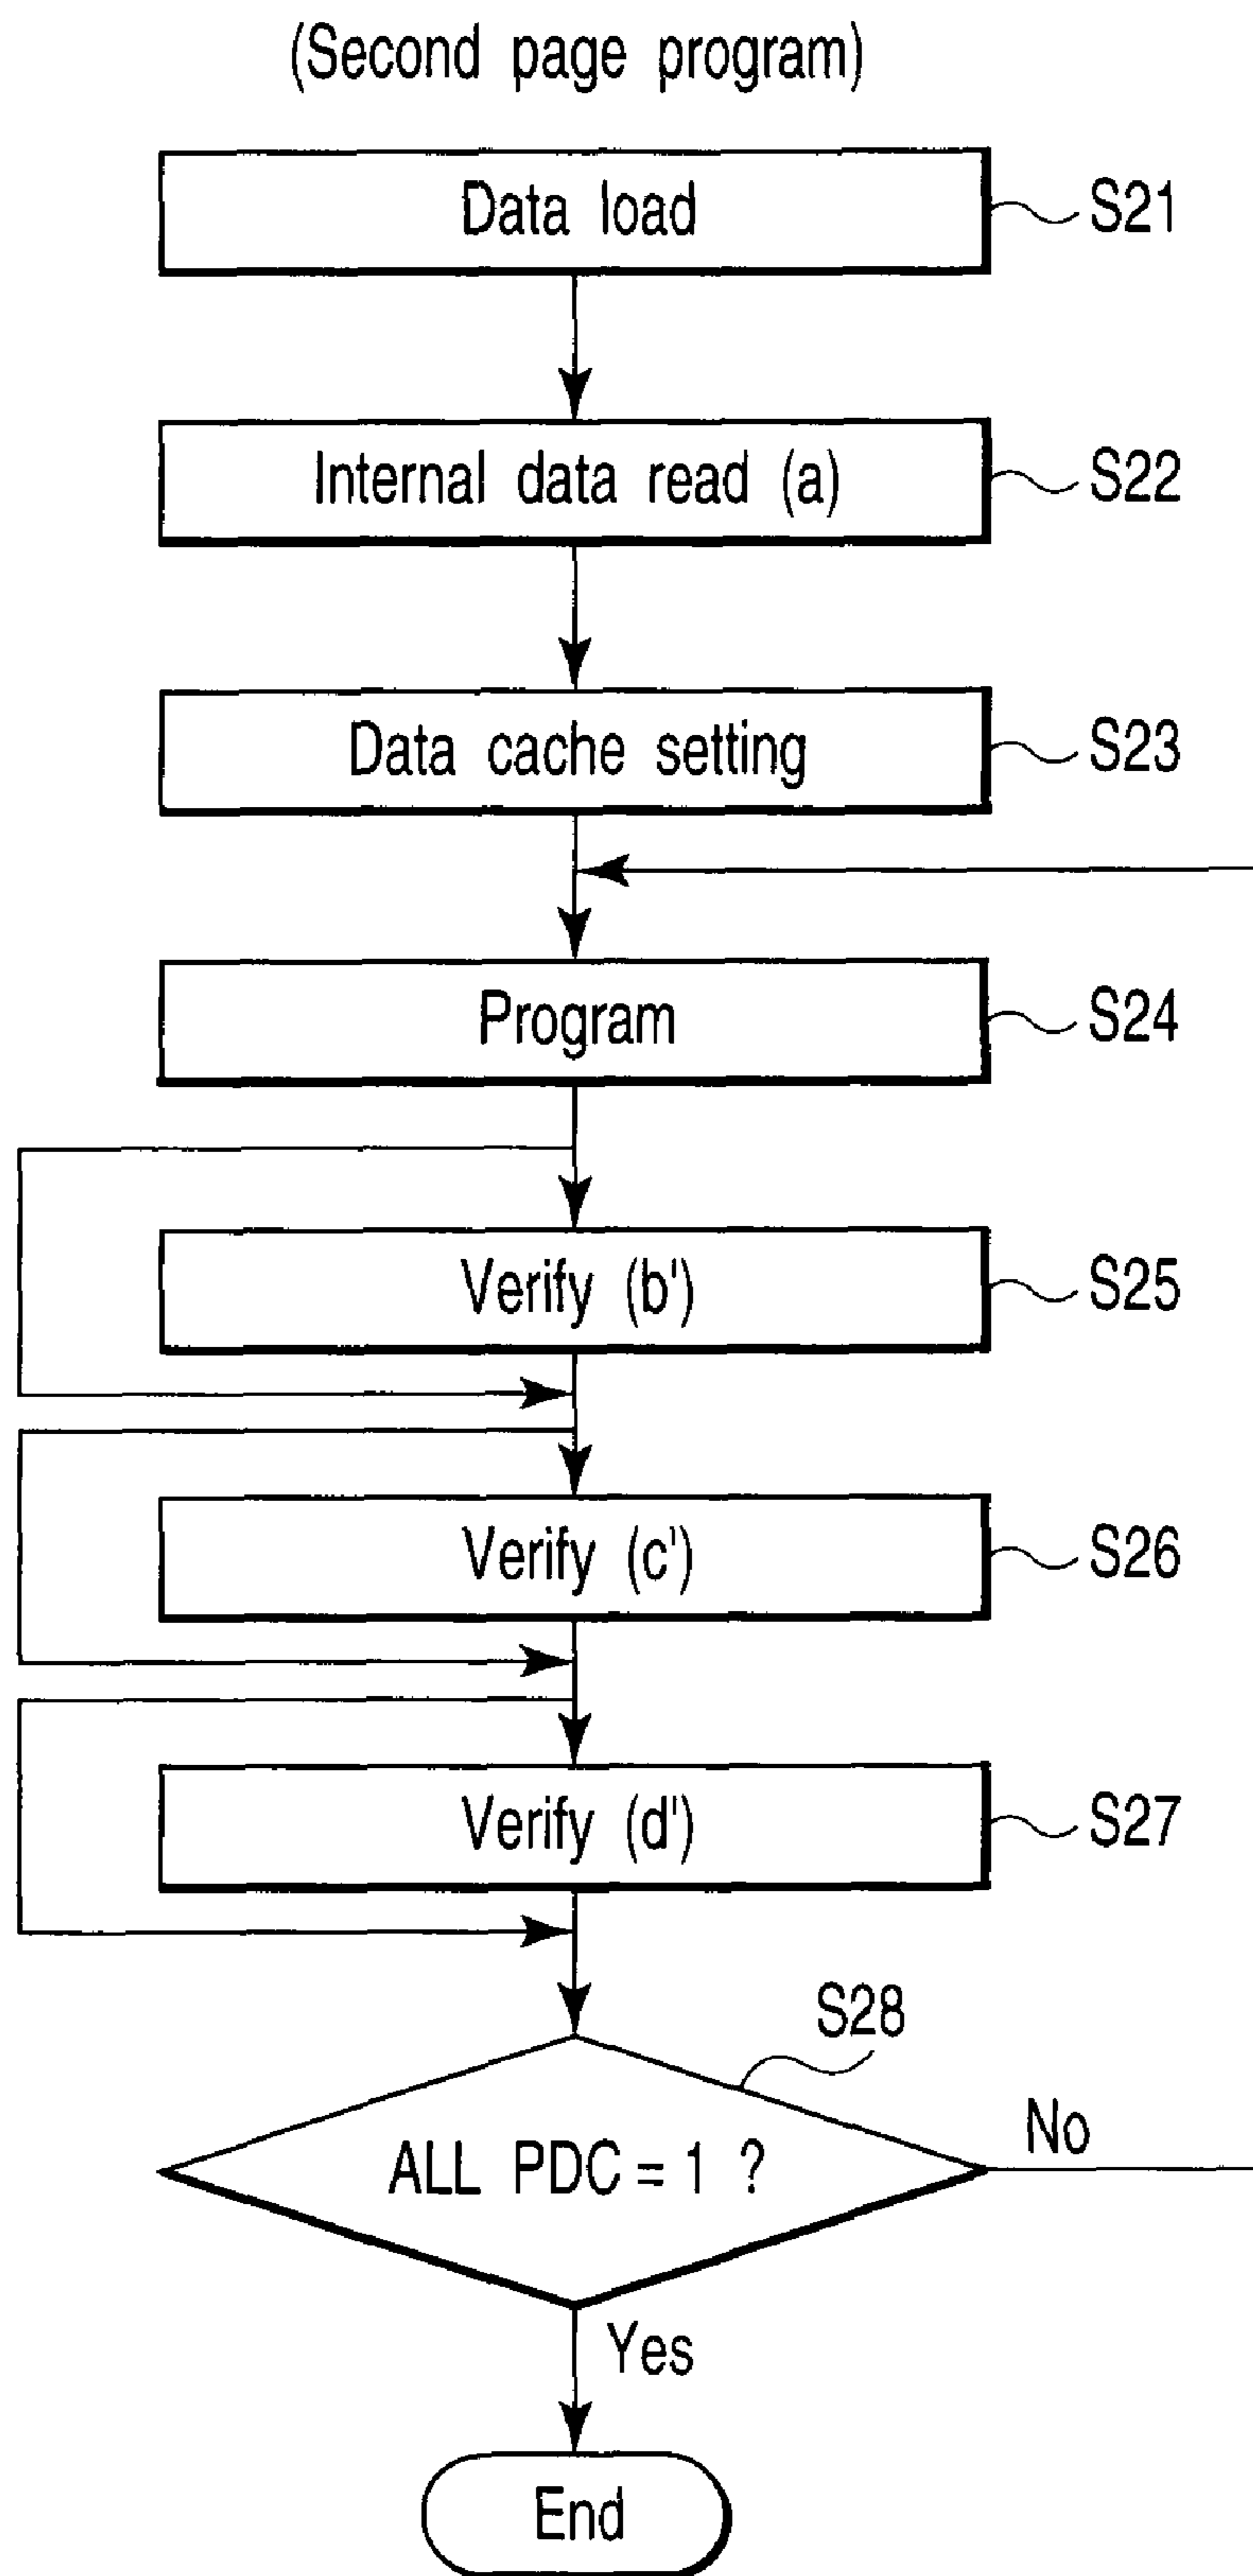 (Second page program)
Data load
S21
Internal data read (a)
S22
Data cache setting
S23
Program
S24
Verify (b')
S25
Verify (c')
S26
Verify (d')
S27
S28
ALL PDC = 1 ?
No
Yes
End